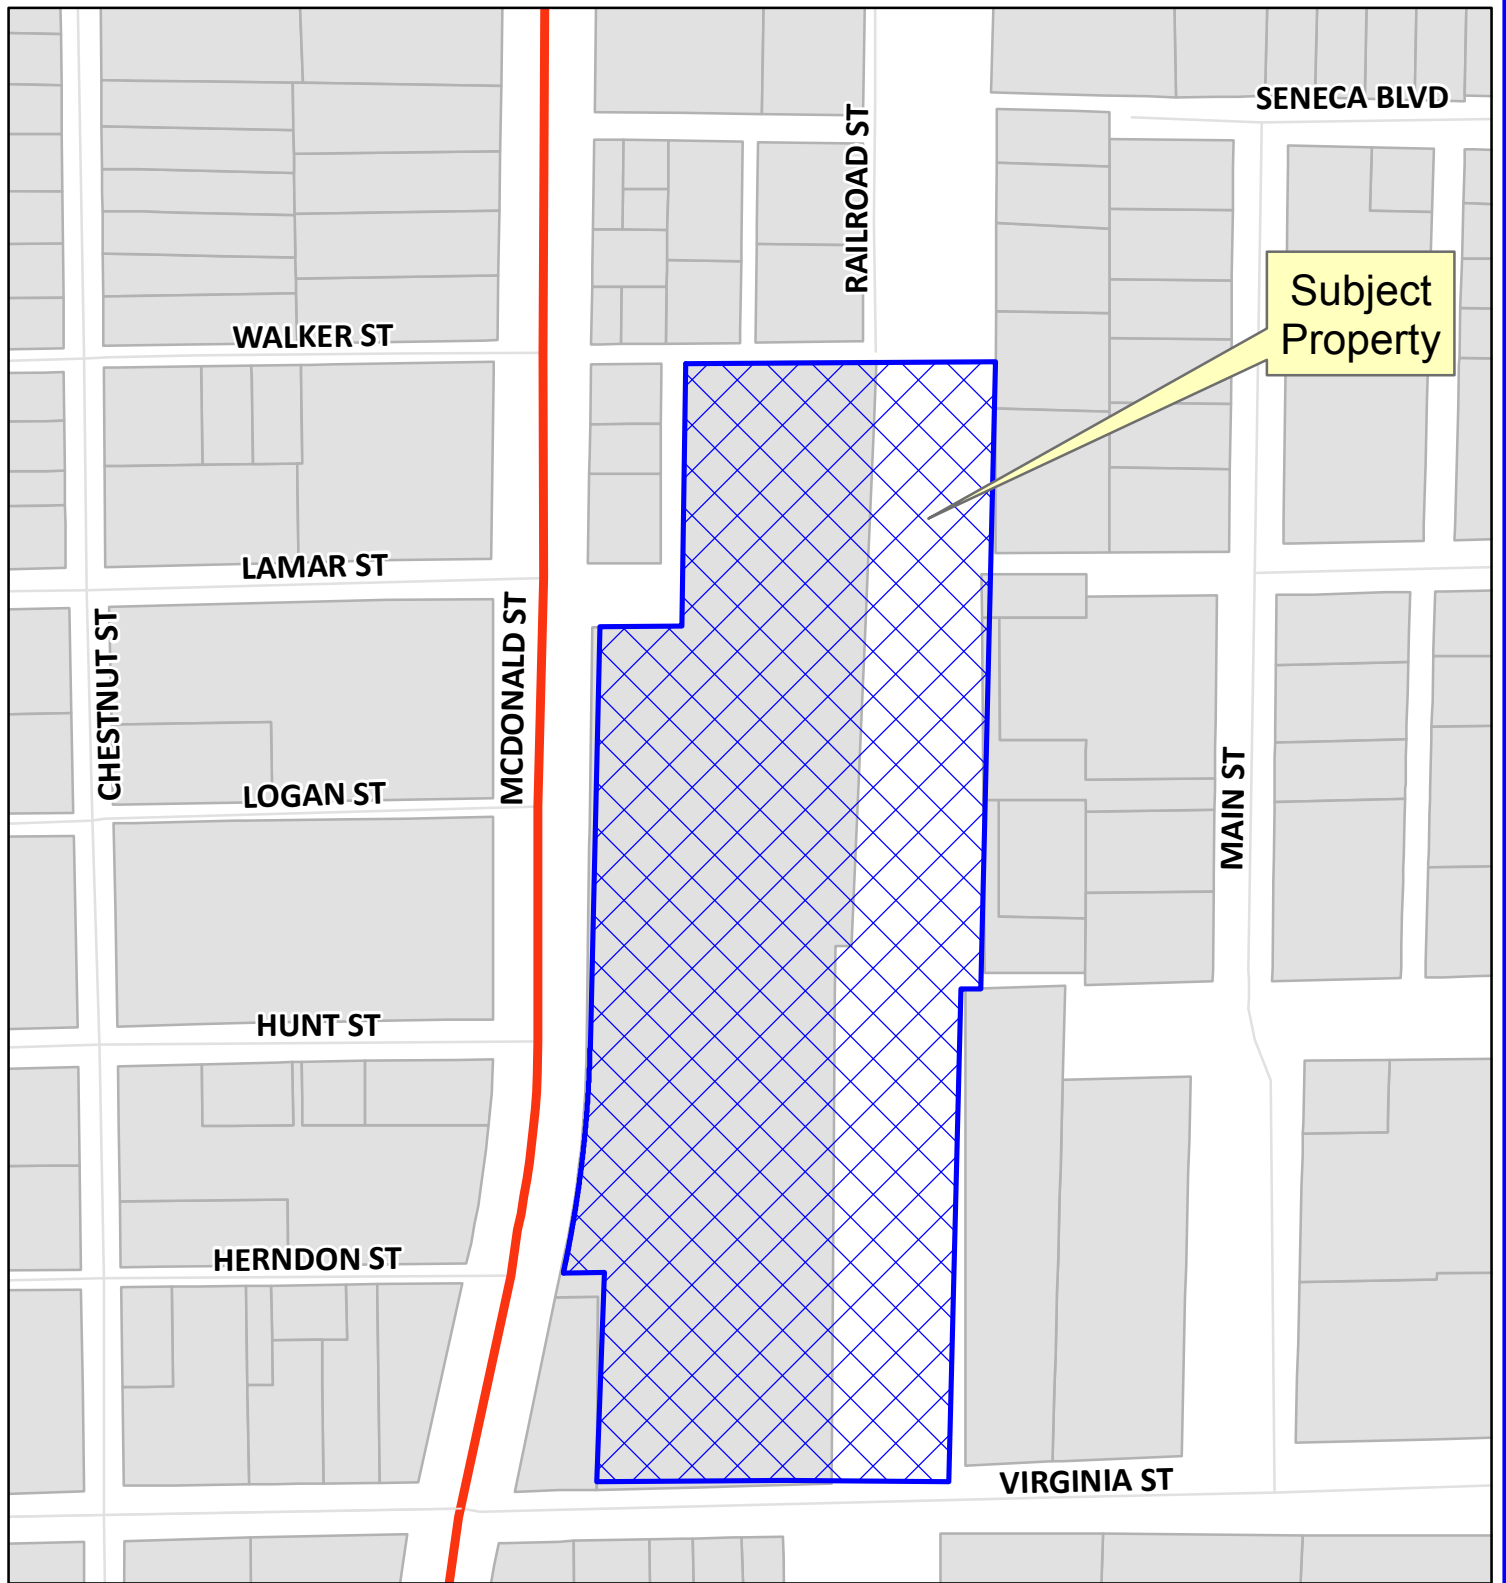 SENECA BLVD
RAILROAD ST
Subject
Property
WALKER ST
LAMAR ST
CHESTNUT ST
MCDONALD ST
LOGAN ST
MAIN ST
HUNT ST
HERNDON ST
VIRGINIA ST